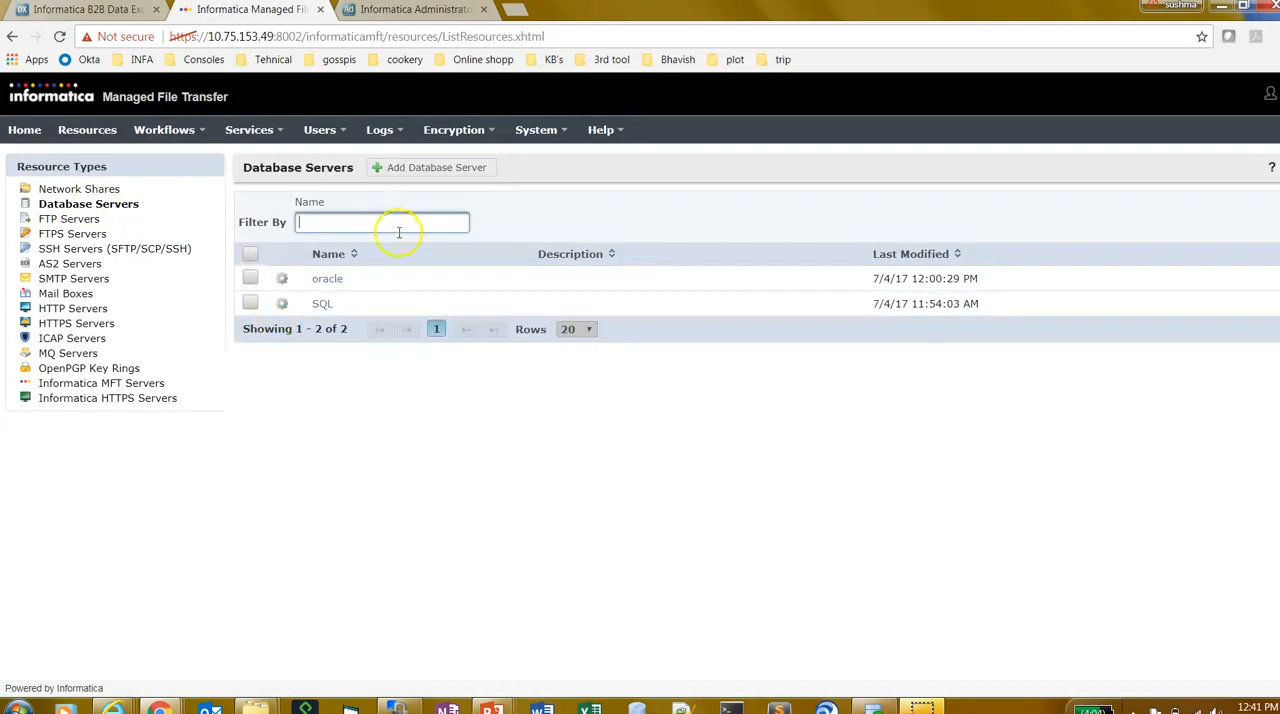 Informatica B2B Data Exc
Informatica Managed File
Informatica Administrato
sushma
Not secure
https://10.75.153.49:8002/informaticamft/resources/ListResources.xhtml
Apps Okta INFA Consoles Tehnical gosspis cookery Online shopp KB's 3rd tool Bhavish plot trip
informatica Managed File Transfer
Home Resources Workflows Services Users Logs Encryption System Help
Resource Types
Network Shares
Database Servers
FTP Servers
FTPS Servers
SSH Servers (SFTP/SCP/SSH)
AS2 Servers
SMTP Servers
Mail Boxes
HTTP Servers
HTTPS Servers
ICAP Servers
MQ Servers
OpenPGP Key Rings
Informatica MFT Servers
Informatica HTTPS Servers
Database Servers Add Database Server ?
Name
Filter By
Name Description Last Modified
oracle 7/4/17 12:00:29 PM
SQL 7/4/17 11:54:03 AM
Showing 1 - 2 of 2 1 Rows 20
Powered by Informatica
12:41 PM